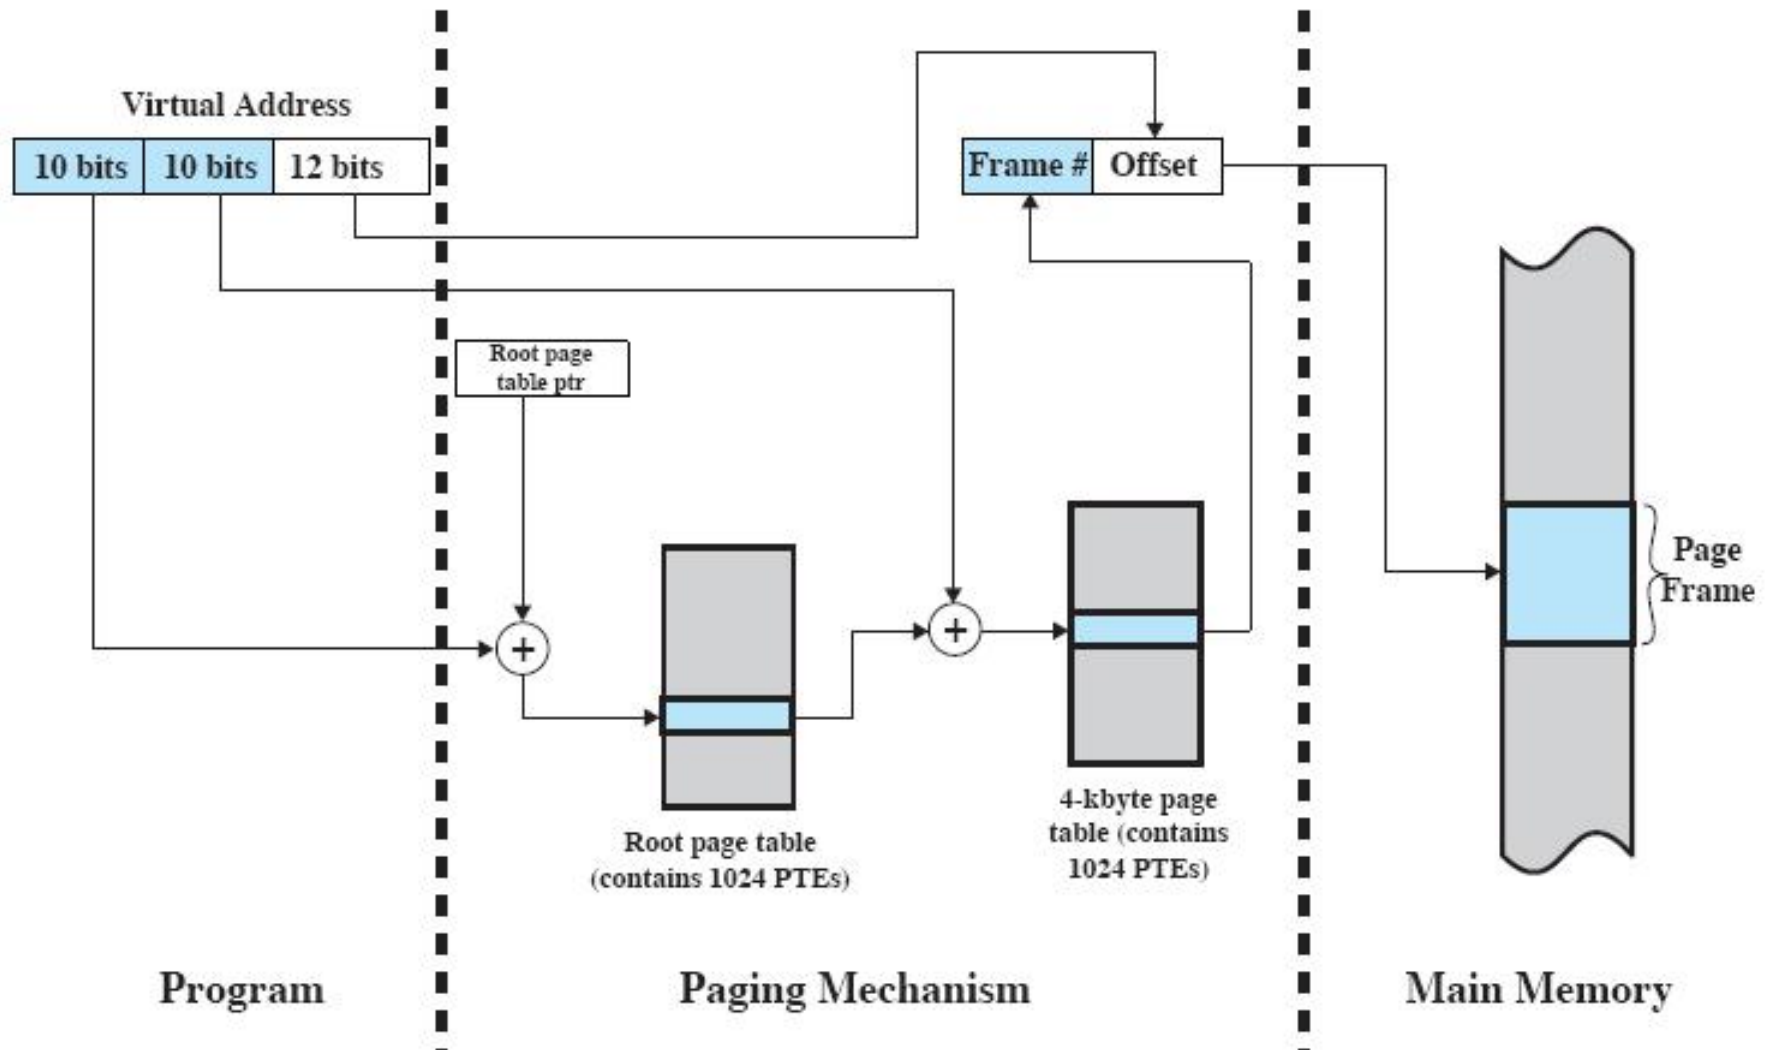 Virtual Address
10 bits
10 bits
12 bits
Frame #
Offset
Root page
table ptr
+
+
Page
Frame
Root page table
(contains 1024 PTEs)
4-kbyte page
table (contains
1024 PTEs)
Program
Paging Mechanism
Main Memory